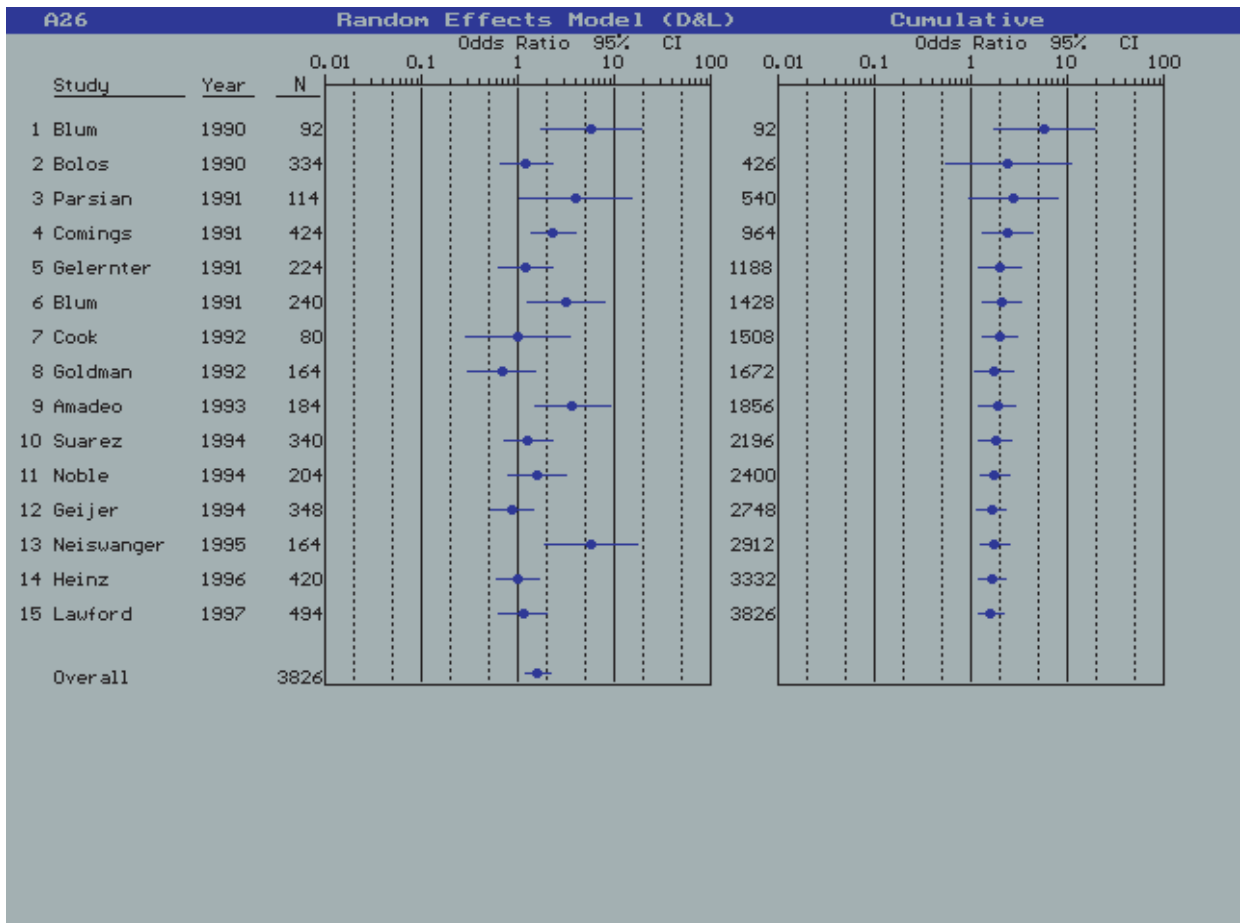 A26 Random Effects Model (D&L) Cumulative
Odds Ratio 95% CI Odds Ratio 95% CI
0.01 0.1 1 10 100 0.01 0.1 1 10 100
Study Year N
1 Blum 1990 92 92
2 Bolos 1990 334 426
3 Parsian 1991 114 540
4 Comings 1991 424 964
5 Gelernter 1991 224 1188
6 Blum 1991 240 1428
7 Cook 1992 80 1508
8 Goldman 1992 164 1672
9 Amadeo 1993 184 1856
10 Suarez 1994 340 2196
11 Noble 1994 204 2400
12 Geijer 1994 348 2748
13 Neiswanger 1995 164 2912
14 Heinz 1996 420 3332
15 Lawford 1997 494 3826
Overall 3826